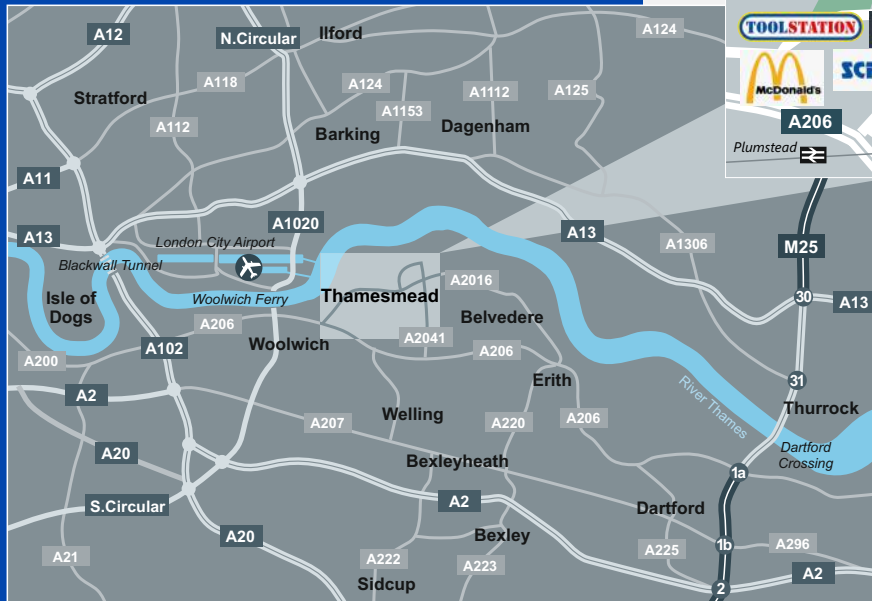 A12
N.Circular
Ilford
A124
TOOLSTATION
McDonald's
A206
Plumstead
Stratford
A118
A124
A1112
A125
A112
A1153
Barking
Dagenham
A11
A13
A1020
London City Airport
Blackwall Tunnel
A13
A1306
M25
Isle of
Dogs
Woolwich Ferry
Thamesmead
A2016
30
A13
A206
Belvedere
A200
A102
Woolwich
A2041
A206
A2
Erith
31
River Thames
Thurrock
A207
Welling
A220
A206
Dartford
Crossing
A20
Bexleyheath
1a
S.Circular
A2
Dartford
A20
Bexley
1b
A296
A21
A222
A223
A225
A2
Sidcup
2